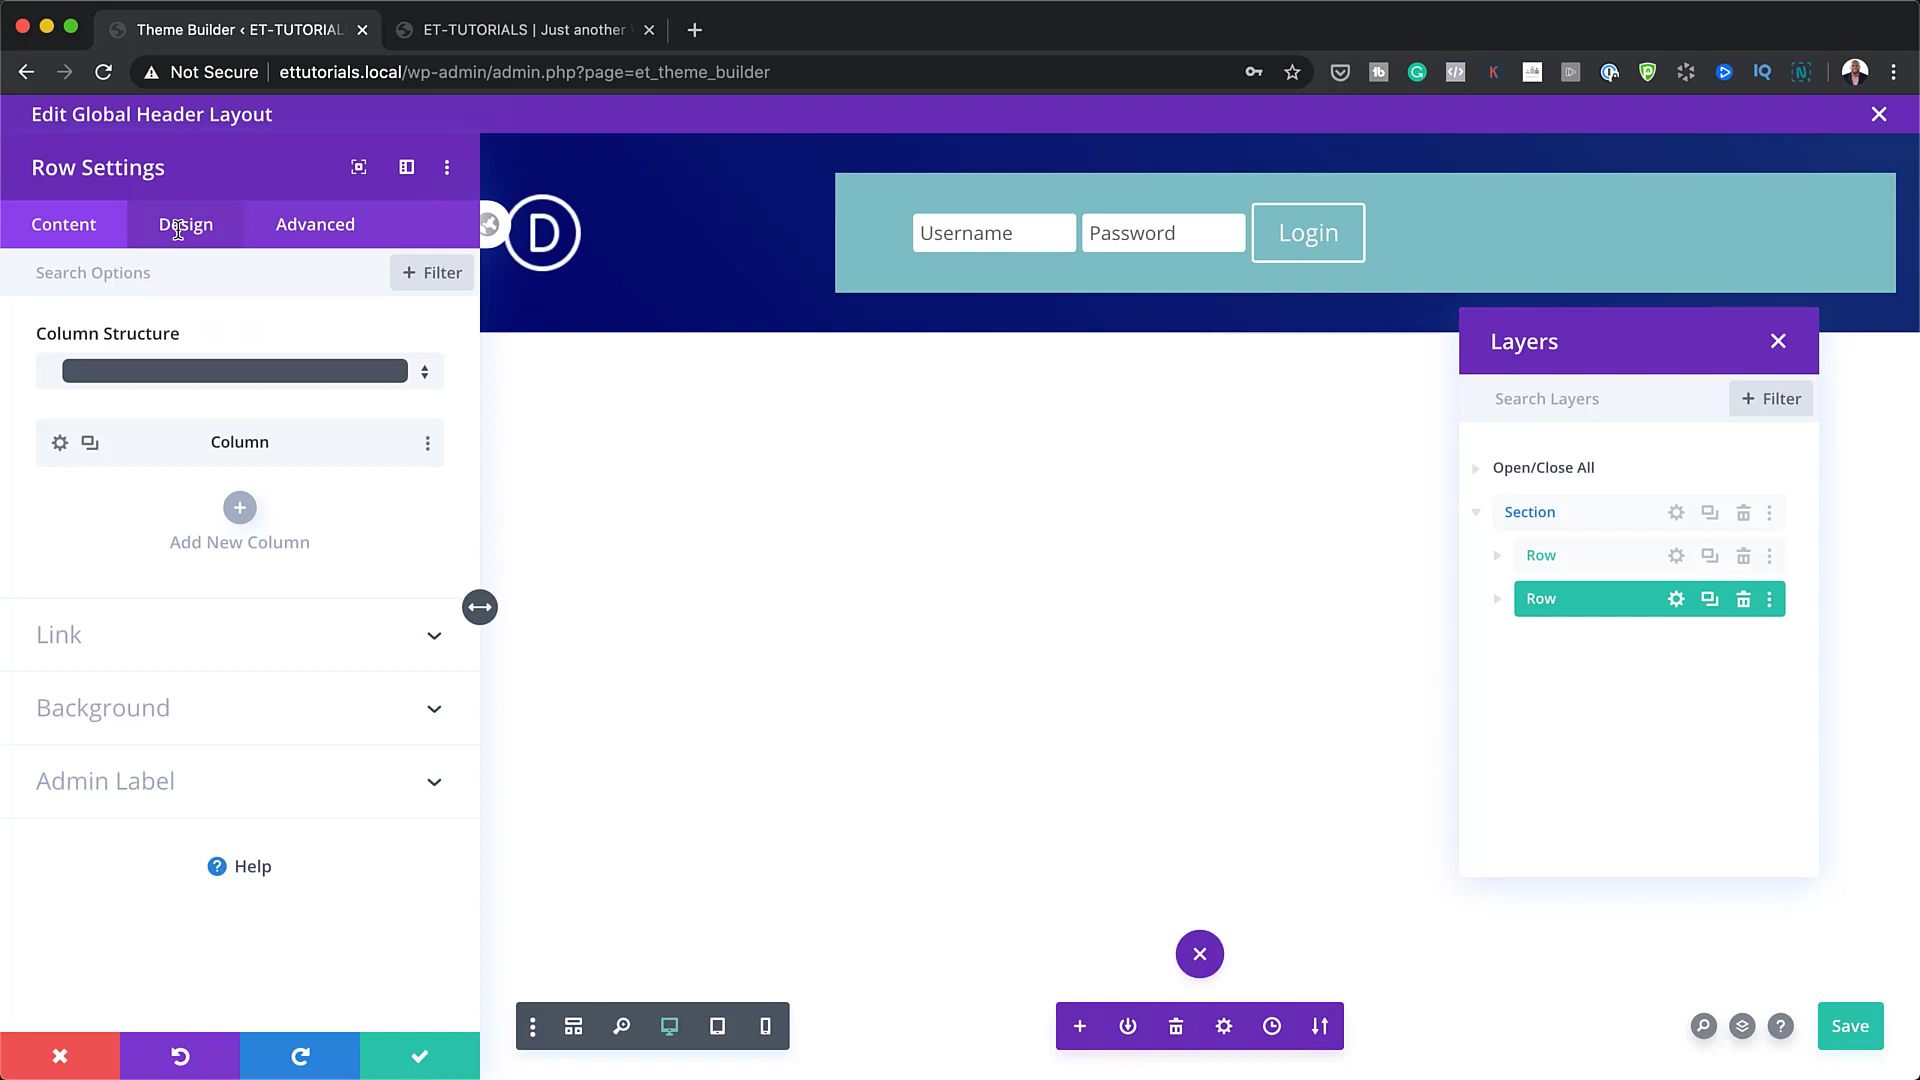 Theme Builder ‹ ET-TUTORIAL
ET-TUTORIALS | Just another
Not Secure
ettutorials.local/wp-admin/admin.php?page=et_theme_builder
Edit Global Header Layout
Row Settings
Content
Design
Advanced
Search Options
+ Filter
D
Username
Password
Login
Column Structure
Column
Add New Column
Link
Background
Admin Label
Help
Layers
Search Layers
+ Filter
Open/Close All
Section
Row
Row
Save